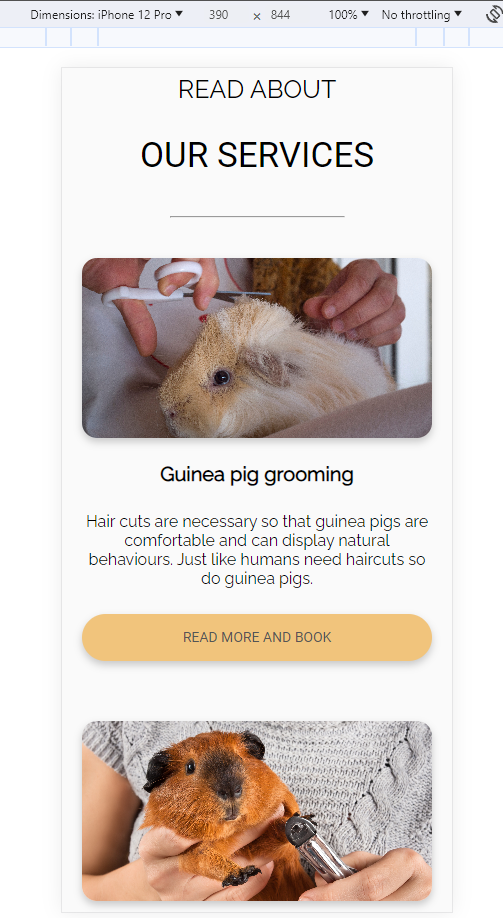 Dimensions: iPhone 12 Pro ▼ 390 × 844 100% ▼ No throttling ▼
READ ABOUT
OUR SERVICES
Guinea pig grooming
Hair cuts are necessary so that guinea pigs are
comfortable and can display natural
behaviours. Just like humans need haircuts so
do guinea pigs.
READ MORE AND BOOK